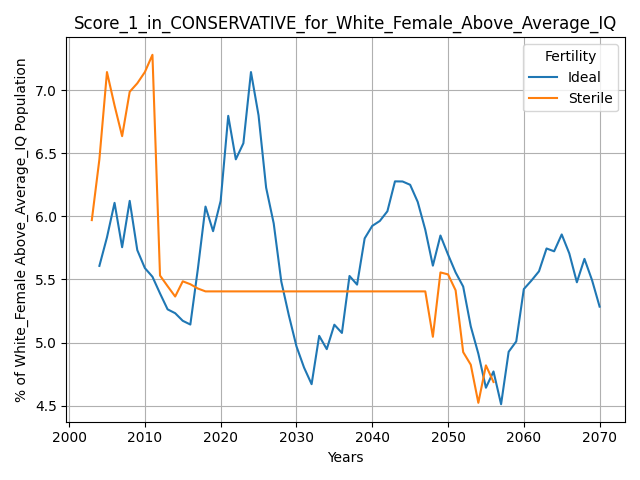 Score_1_in_CONSERVATIVE_for_White_Female_Above_Average_IQ
% of White_Female Above_Average_IQ Population
7.0
6.5
6.0
5.5
5.0
4.5
Fertility
Ideal
Sterile
2000 2010 2020 2030 2040 2050 2060 2070
Years